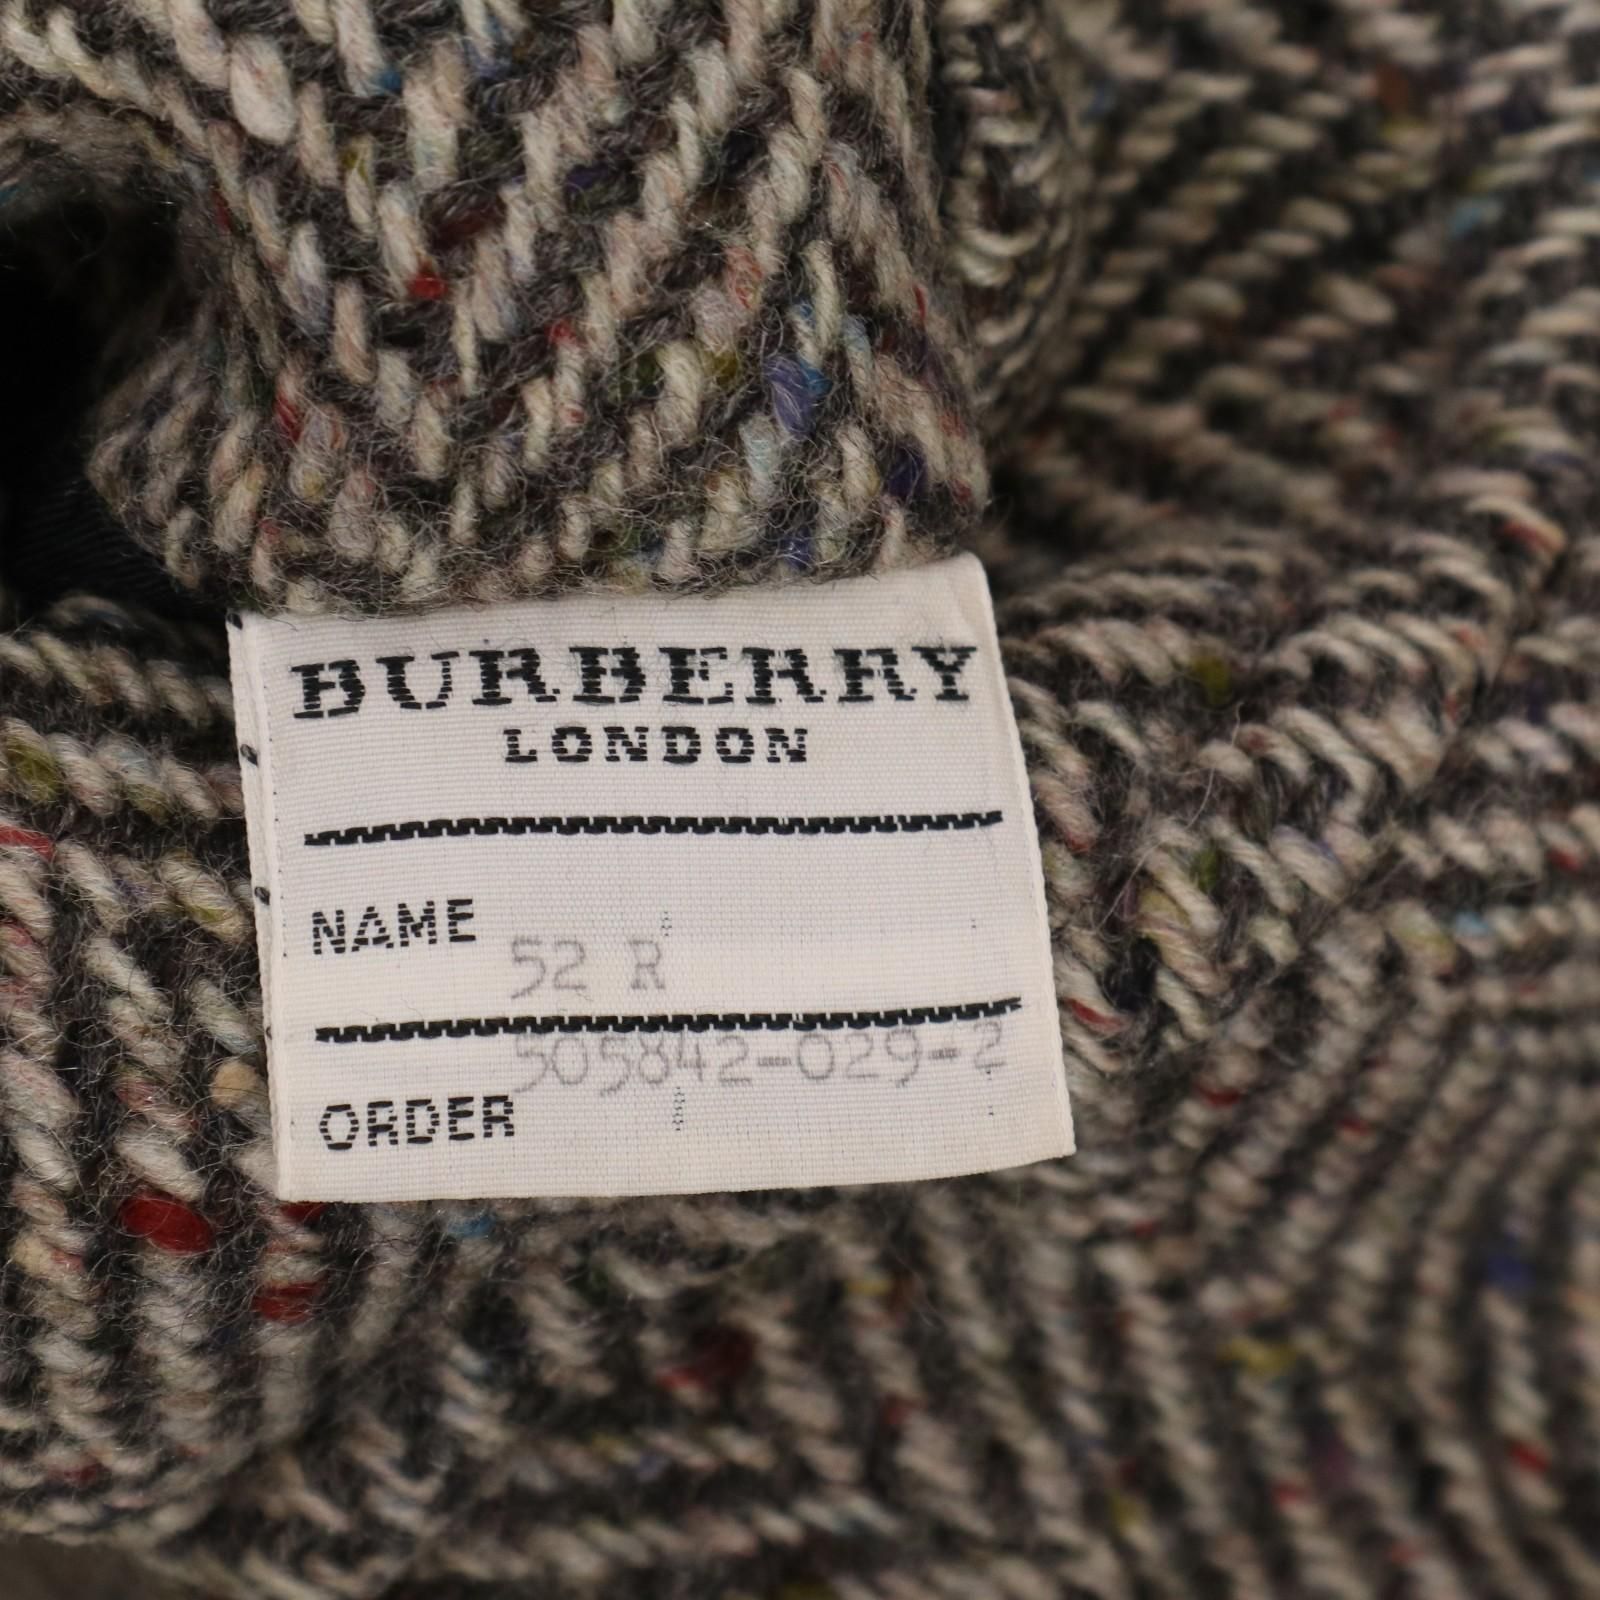 BURBERRY
LONDON
NAME
52 R
505842-029-2
ORDER